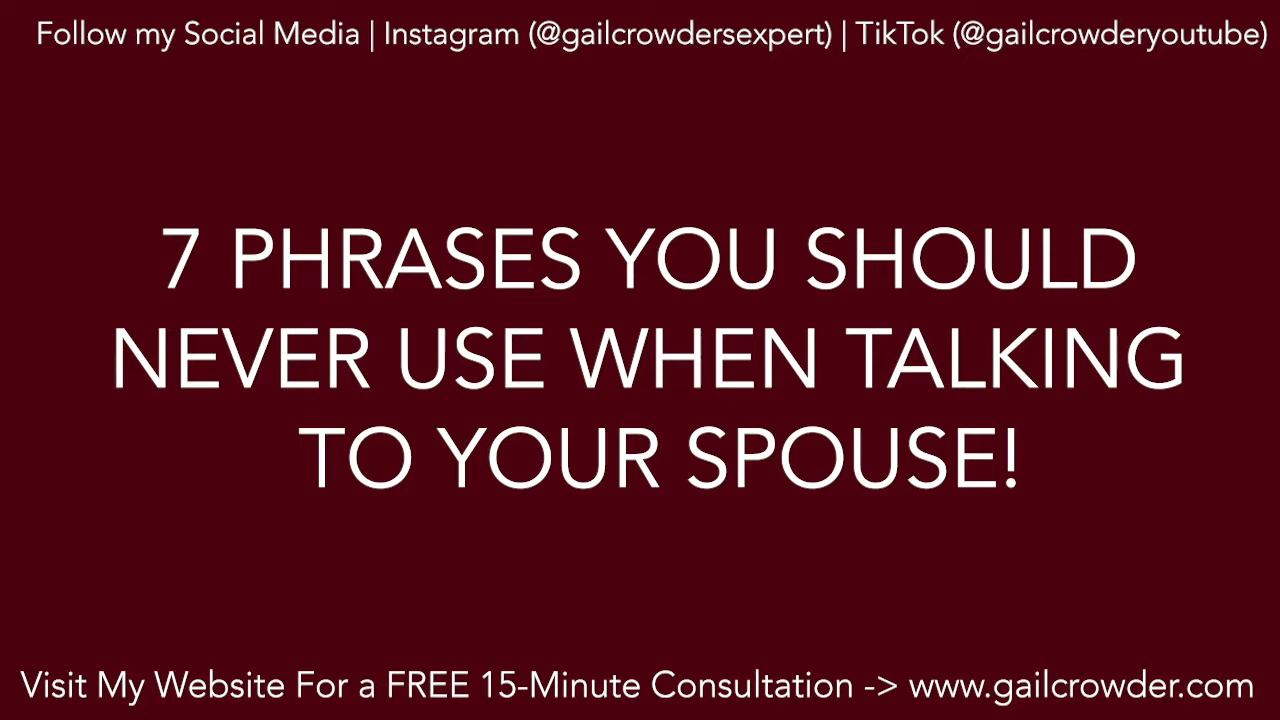 Follow my Social Media | Instagram (@gailcrowdersexpert) | TikTok (@gailcrowderyoutube)
7 PHRASES YOU SHOULD
NEVER USE WHEN TALKING
TO YOUR SPOUSE!
Visit My Website For a FREE 15-Minute Consultation -> www.gailcrowder.com